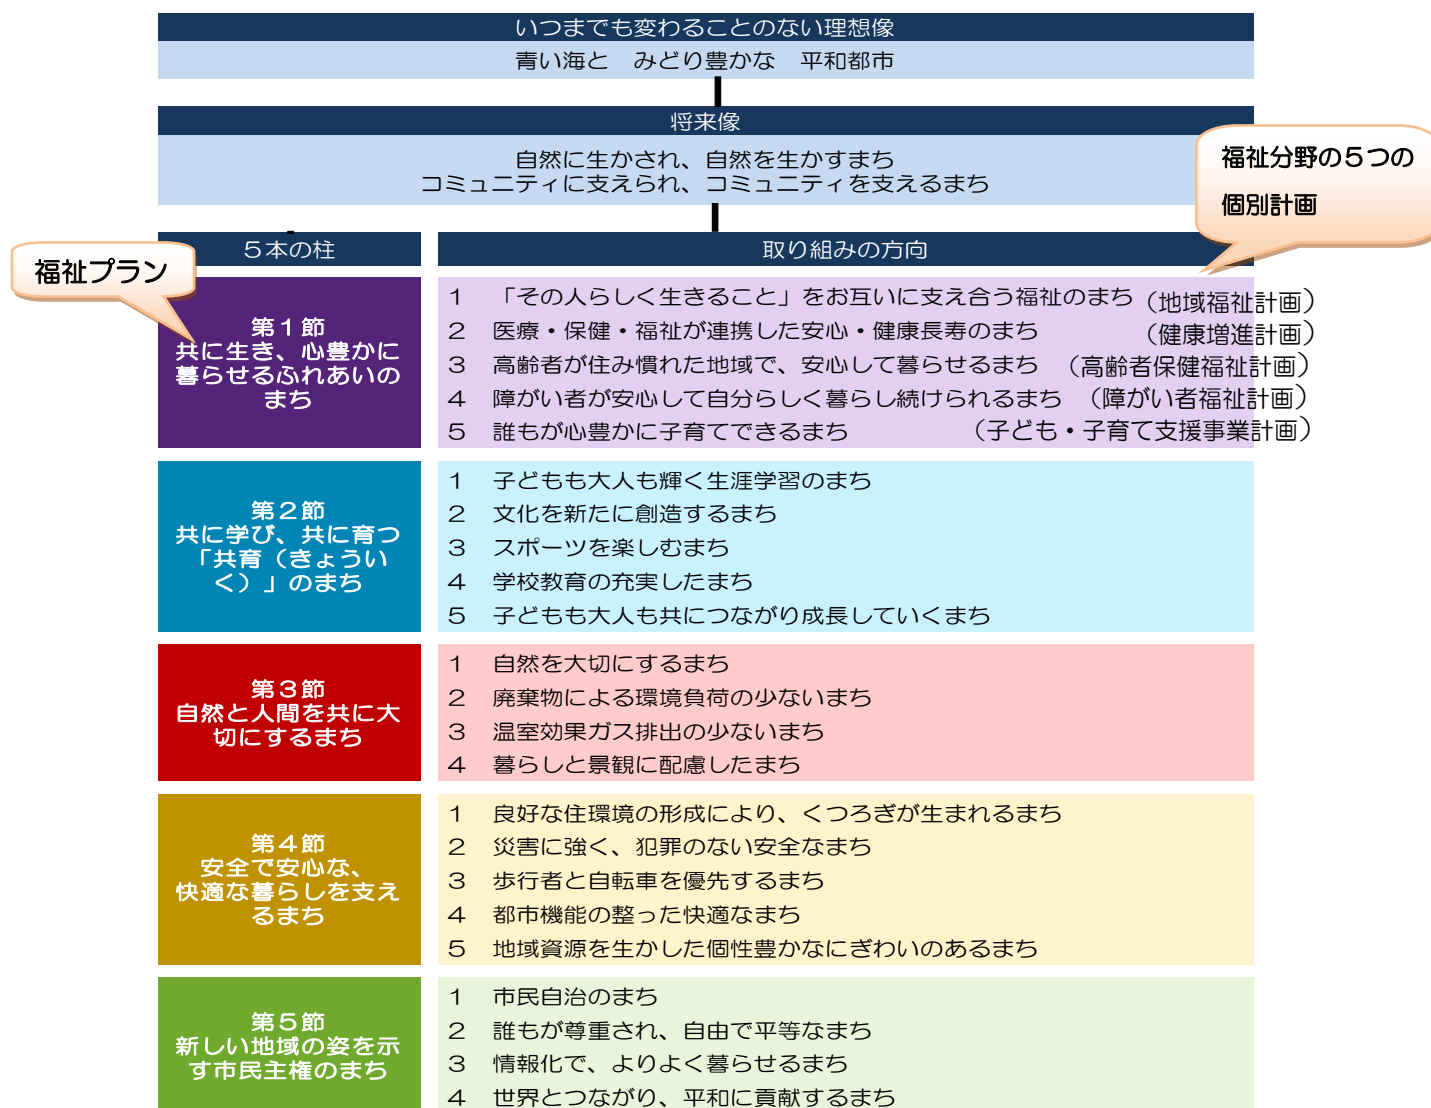 いつまでも変わることのない理想像
青い海と　みどり豊かな　平和都市
将来像
自然に生かされ、自然を生かすまち
コミュニティに支えられ、コミュニティを支えるまち
福祉分野の５つの
個別計画
福祉プラン
５本の柱
取り組みの方向
第１節
共に生き、心豊かに
暮らせるふれあいの
まち
１　「その人らしく生きること」をお互いに支え合う福祉のまち（地域福祉計画）
２　医療・保健・福祉が連携した安心・健康長寿のまち　（健康増進計画）
３　高齢者が住み慣れた地域で、安心して暮らせるまち　（高齢者保健福祉計画）
４　障がい者が安心して自分らしく暮らし続けられるまち　（障がい者福祉計画）
５　誰もが心豊かに子育てできるまち　（子ども・子育て支援事業計画）
第２節
共に学び、共に育つ
「共育（きょうい
く）」のまち
１　子どもも大人も輝く生涯学習のまち
２　文化を新たに創造するまち
３　スポーツを楽しむまち
４　学校教育の充実したまち
５　子どもも大人も共につながり成長していくまち
第３節
自然と人間を共に大
切にするまち
１　自然を大切にするまち
２　廃棄物による環境負荷の少ないまち
３　温室効果ガス排出の少ないまち
４　暮らしと景観に配慮したまち
第４節
安全で安心な、
快適な暮らしを支え
るまち
１　良好な住環境の形成により、くつろぎが生まれるまち
２　災害に強く、犯罪のない安全なまち
３　歩行者と自転車を優先するまち
４　都市機能の整った快適なまち
５　地域資源を生かした個性豊かなにぎわいのあるまち
第５節
新しい地域の姿を示
す市民主権のまち
１　市民自治のまち
２　誰もが尊重され、自由で平等なまち
３　情報化で、よりよく暮らせるまち
４　世界とつながり、平和に貢献するまち